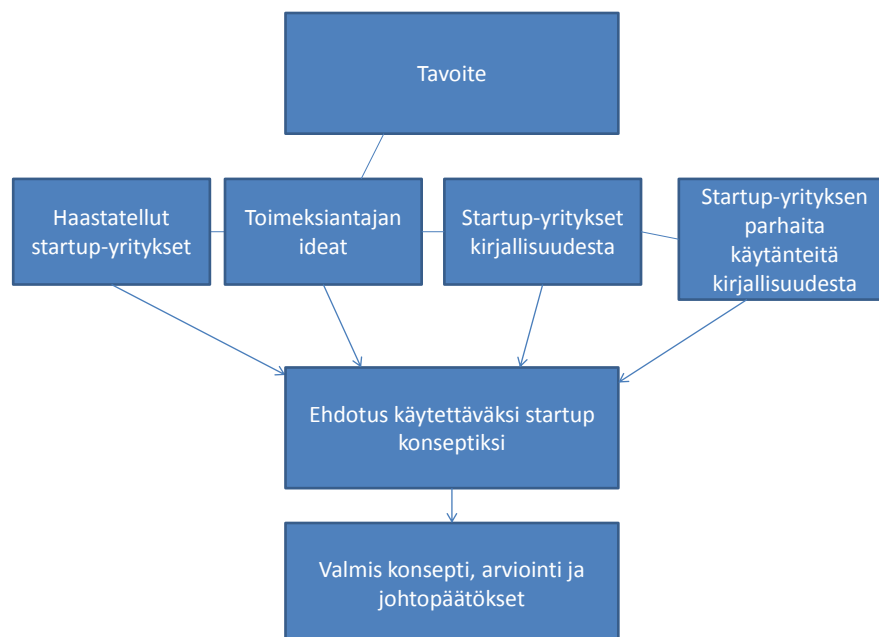 Tavoite
Haastatellut
startup-yritykset
Toimeksiantajan
ideat
Startup-yritykset
kirjallisuudesta
Startup-yrityksen
parhaita
käytänteitä
kirjallisuudesta
Ehdotus käytettäväksi startup
konseptiksi
Valmis konsepti, arviointi ja
johtopäätökset